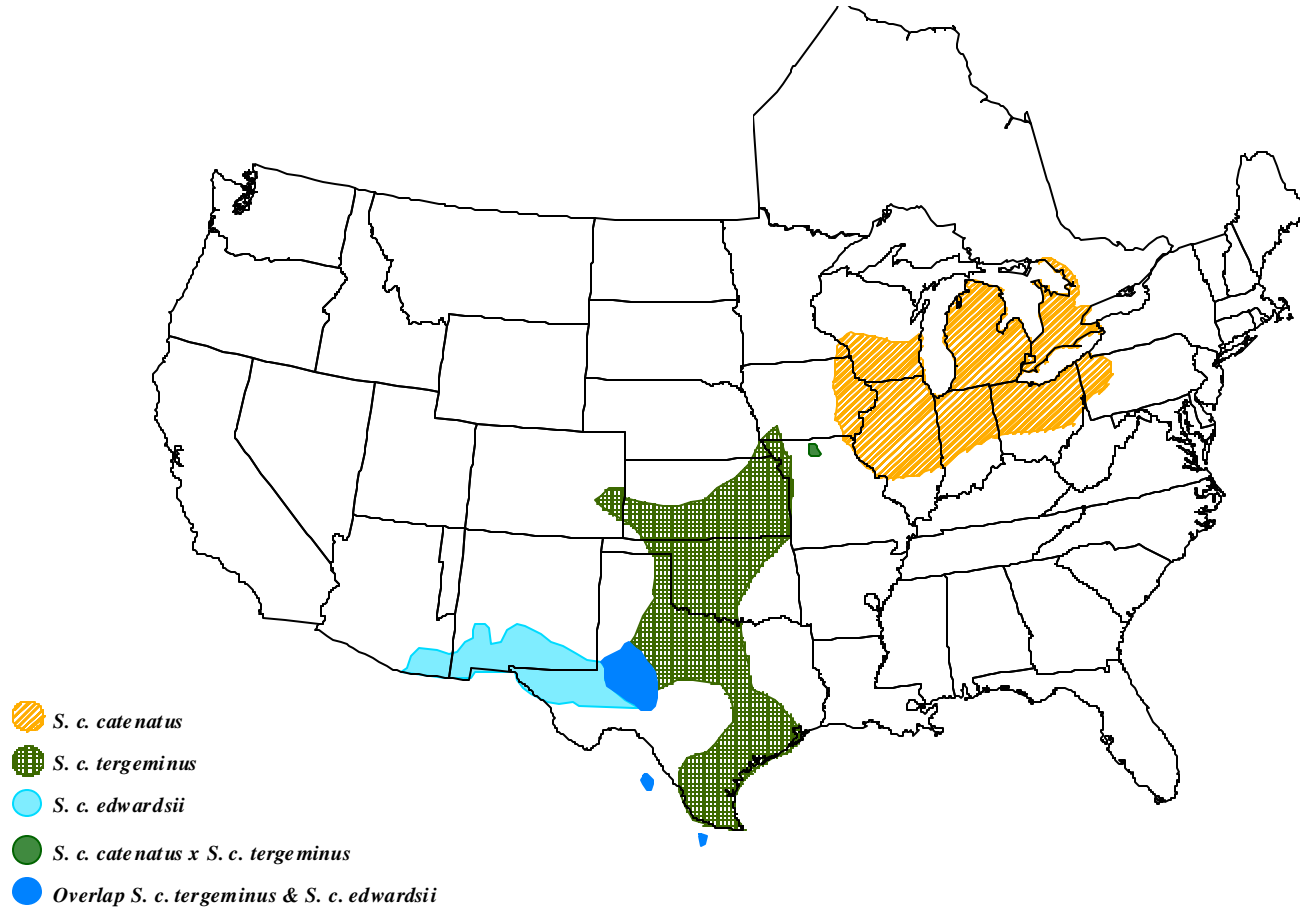 S. c. catenatus
S. c. tergeminus
S. c. edwardsii
S. c. catenatus x S. c. tergeminus
Overlap S. c. tergeminus & S. c. edwardsii